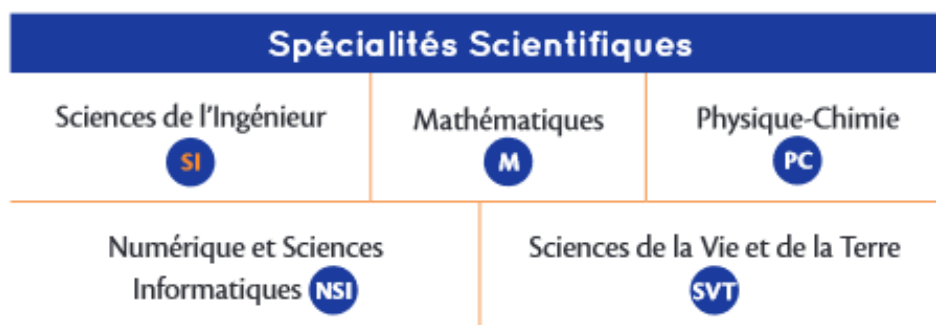 Spécialités Scientifiques
Sciences de l'Ingénieur
SI
Mathématiques
M
Physique-Chimie
PC
Numérique et Sciences
Informatiques NSI
Sciences de la Vie et de la Terre
SVT